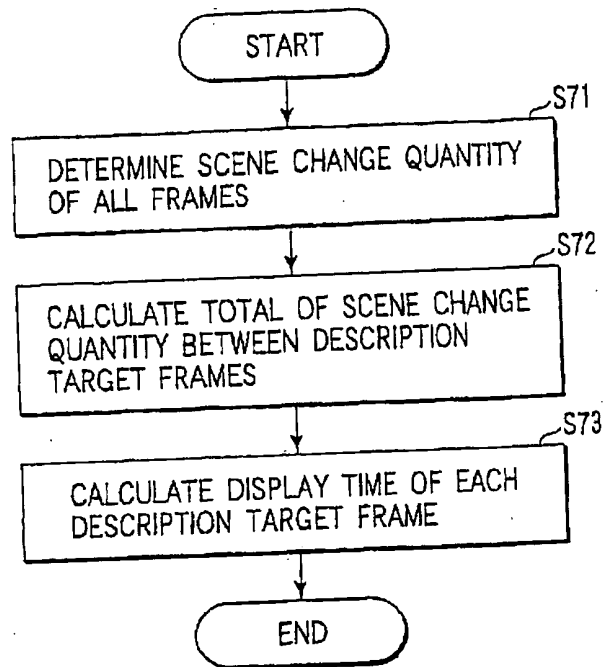 START
S71
DETERMINE SCENE CHANGE QUANTITY
OF ALL FRAMES
S72
CALCULATE TOTAL OF SCENE CHANGE
QUANTITY BETWEEN DESCRIPTION
TARGET FRAMES
S73
CALCULATE DISPLAY TIME OF EACH
DESCRIPTION TARGET FRAME
END